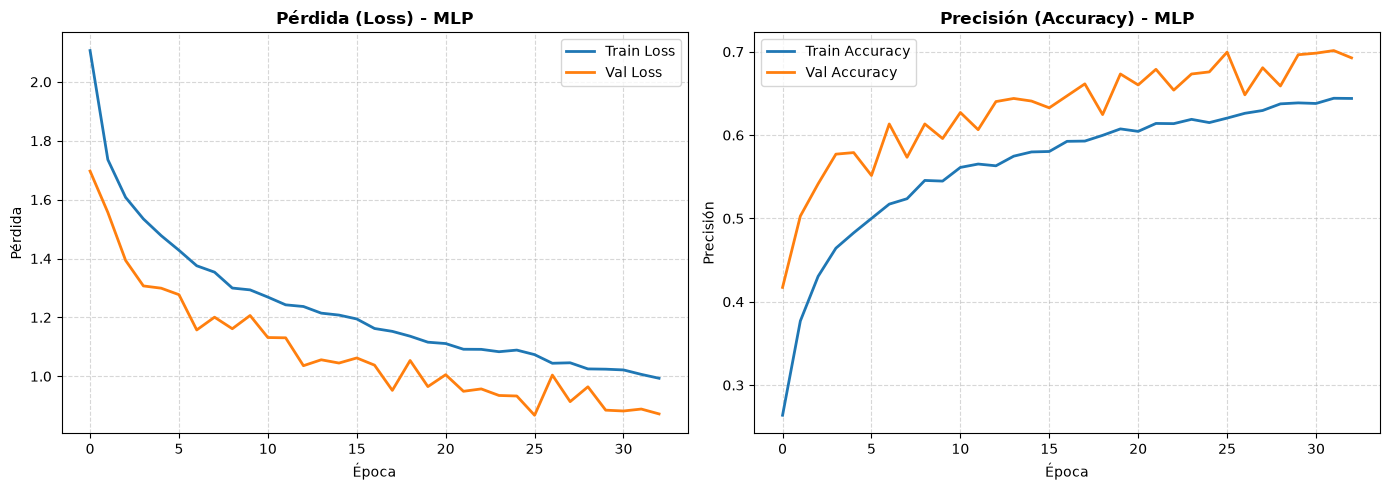 Pérdida (Loss) - MLP
Train Loss
Val Loss
2.0
1.8
1.6
1.4
1.2
1.0
Pérdida
0
5
10
15
20
25
30
Época
Precisión (Accuracy) - MLP
Train Accuracy
Val Accuracy
0.7
0.6
0.5
0.4
0.3
Precisión
0
5
10
15
20
25
30
Época